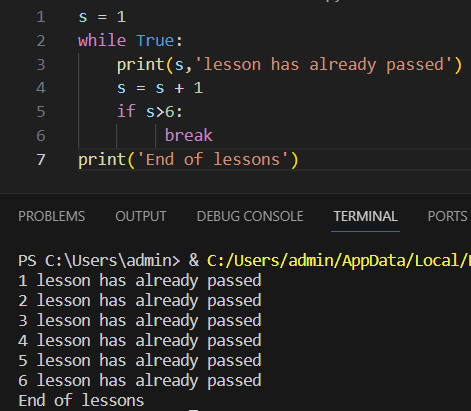 1 s = 1
2 while True:
3 print(s,'lesson has already passed')
4 s = s + 1
5 if s>6:
6 break
7 print('End of lessons')
PROBLEMS OUTPUT DEBUG CONSOLE TERMINAL PORTS
PS C:\Users\admin> & C:/Users/admin/AppData/Local/
1 lesson has already passed
2 lesson has already passed
3 lesson has already passed
4 lesson has already passed
5 lesson has already passed
6 lesson has already passed
End of lessons